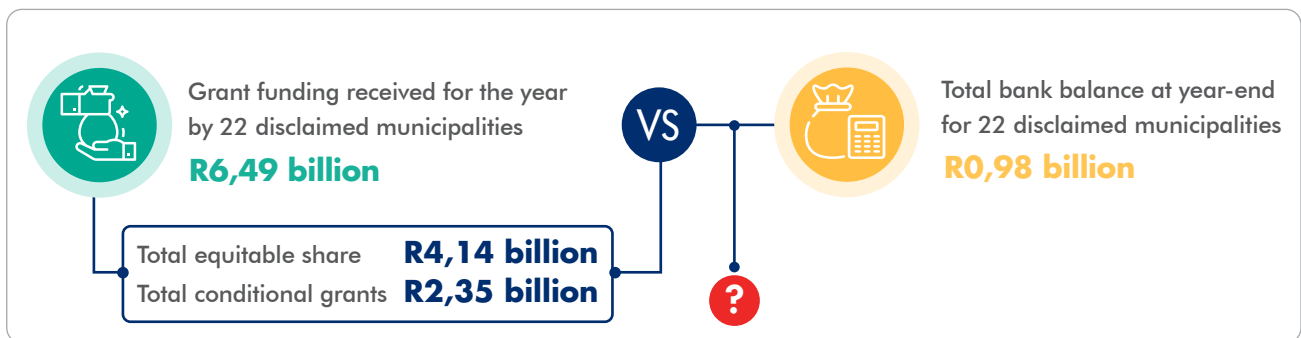 Grant funding received for the year
by 22 disclaimed municipalities
R6,49 billion
VS
Total bank balance at year-end
for 22 disclaimed municipalities
R0,98 billion
Total equitable share R4,14 billion
Total conditional grants R2,35 billion
?